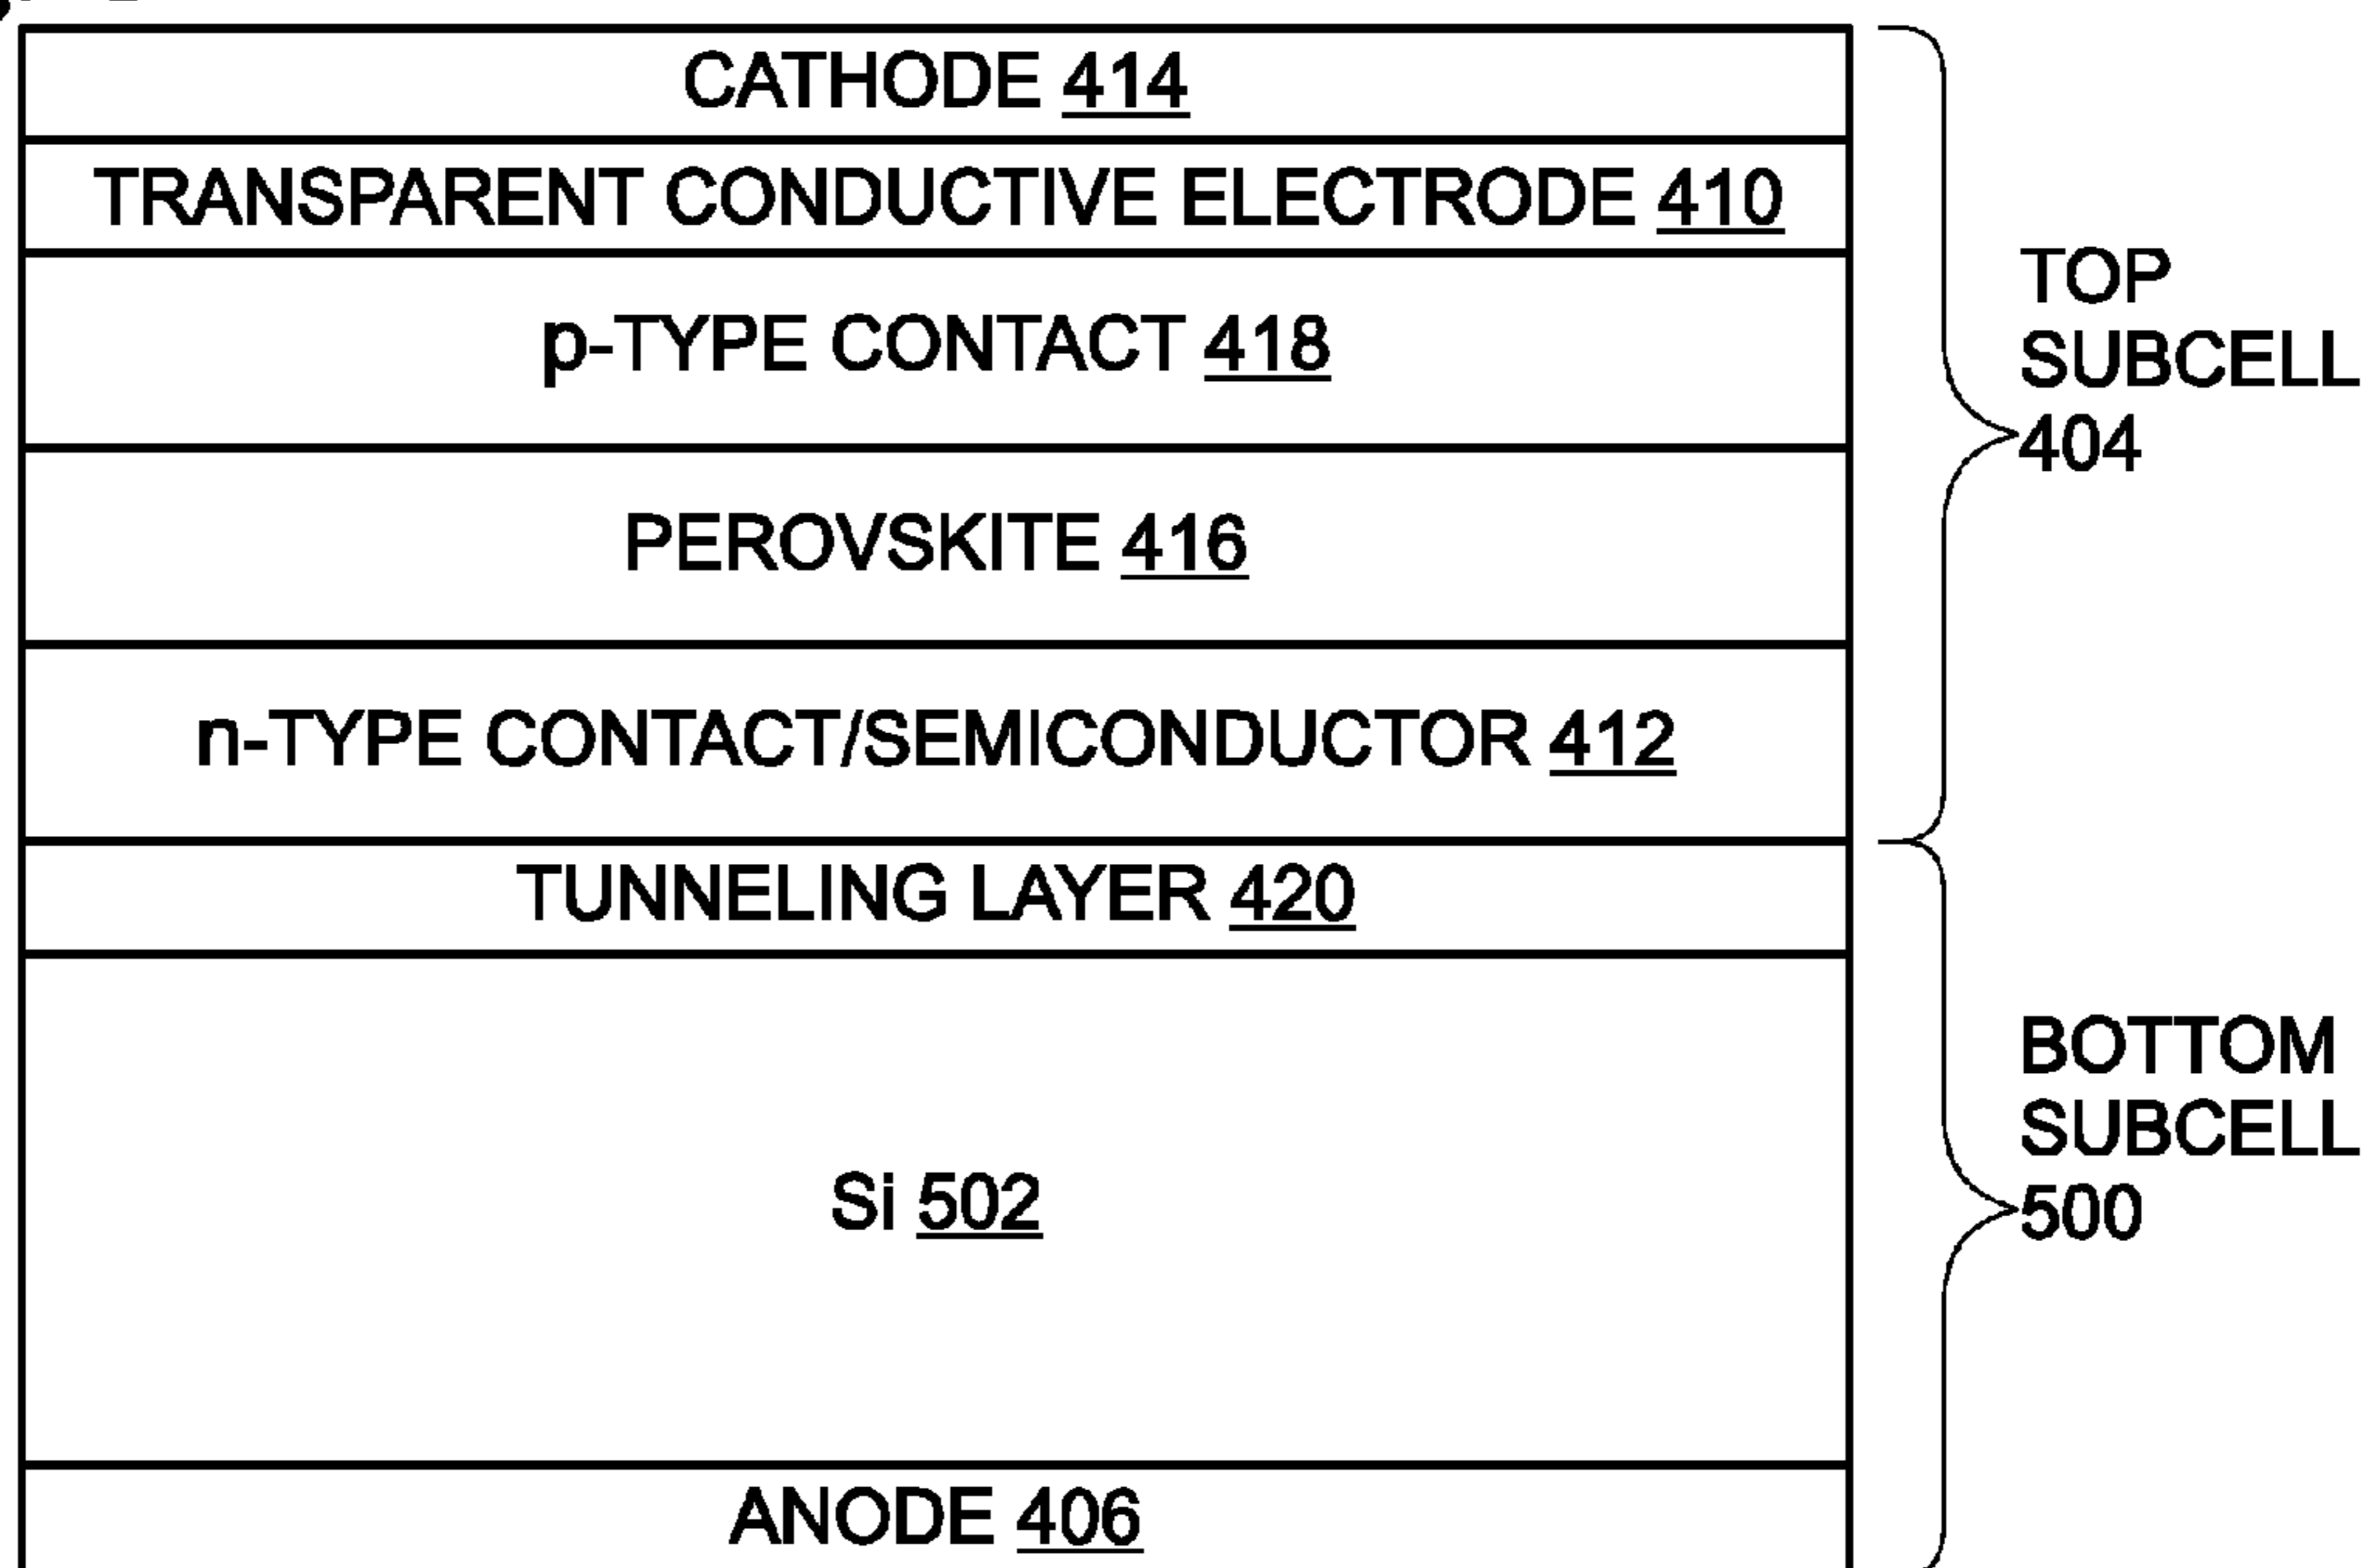 CATHODE 414
TRANSPARENT CONDUCTIVE ELECTRODE 410
p-TYPE CONTACT 418
PEROVSKITE 416
n-TYPE CONTACT/SEMICONDUCTOR 412
TUNNELING LAYER 420
Si 502
ANODE 406
TOP
SUBCELL
404
BOTTOM
SUBCELL
500